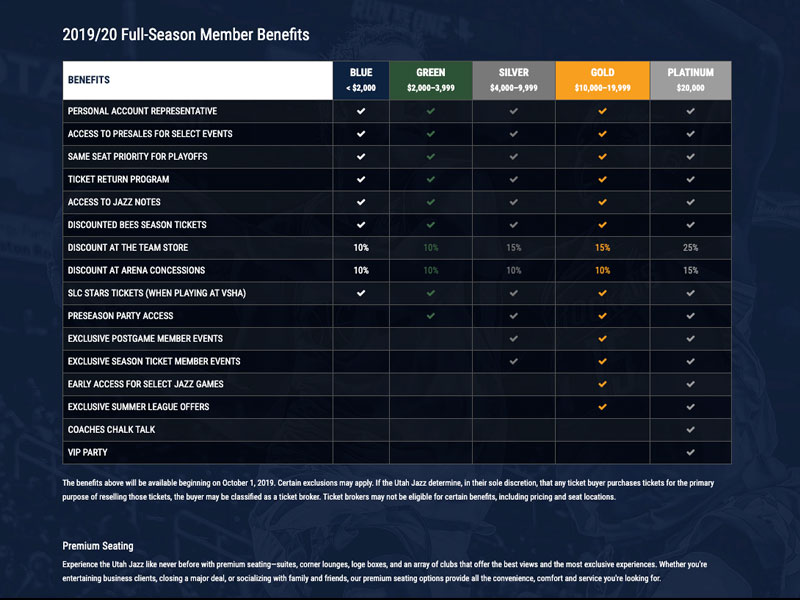 2019/20 Full-Season Member Benefits
BENEFITS BLUE < $2,000 GREEN $2,000–3,999 SILVER $4,000–9,999 GOLD $10,000–19,999 PLATINUM $20,000
PERSONAL ACCOUNT REPRESENTATIVE ✓ ✓ ✓ ✓ ✓
ACCESS TO PRESALES FOR SELECT EVENTS ✓ ✓ ✓ ✓ ✓
SAME SEAT PRIORITY FOR PLAYOFFS ✓ ✓ ✓ ✓ ✓
TICKET RETURN PROGRAM ✓ ✓ ✓ ✓ ✓
ACCESS TO JAZZ NOTES ✓ ✓ ✓ ✓ ✓
DISCOUNTED BEES SEASON TICKETS ✓ ✓ ✓ ✓ ✓
DISCOUNT AT THE TEAM STORE 10% 10% 15% 15% 25%
DISCOUNT AT ARENA CONCESSIONS 10% 10% 10% 10% 15%
SLC STARS TICKETS (WHEN PLAYING AT VSHA) ✓ ✓ ✓ ✓ ✓
PRESEASON PARTY ACCESS ✓ ✓ ✓ ✓
EXCLUSIVE POSTGAME MEMBER EVENTS ✓ ✓ ✓
EXCLUSIVE SEASON TICKET MEMBER EVENTS ✓ ✓ ✓
EARLY ACCESS FOR SELECT JAZZ GAMES ✓ ✓
EXCLUSIVE SUMMER LEAGUE OFFERS ✓ ✓
COACHES CHALK TALK ✓
VIP PARTY ✓
The benefits above will be available beginning on October 1, 2019. Certain exclusions may apply. If the Utah Jazz determine, in their sole discretion, that any ticket buyer purchases tickets for the primary
purpose of reselling those tickets, the buyer may be classified as a ticket broker. Ticket brokers may not be eligible for certain benefits, including pricing and seat locations.
Premium Seating
Experience the Utah Jazz like never before with premium seating—suites, corner lounges, loge boxes, and an array of clubs that offer the best views and the most exclusive experiences. Whether you're
entertaining business clients, closing a major deal, or socializing with family and friends, our premium seating options provide all the convenience, comfort and service you're looking for.